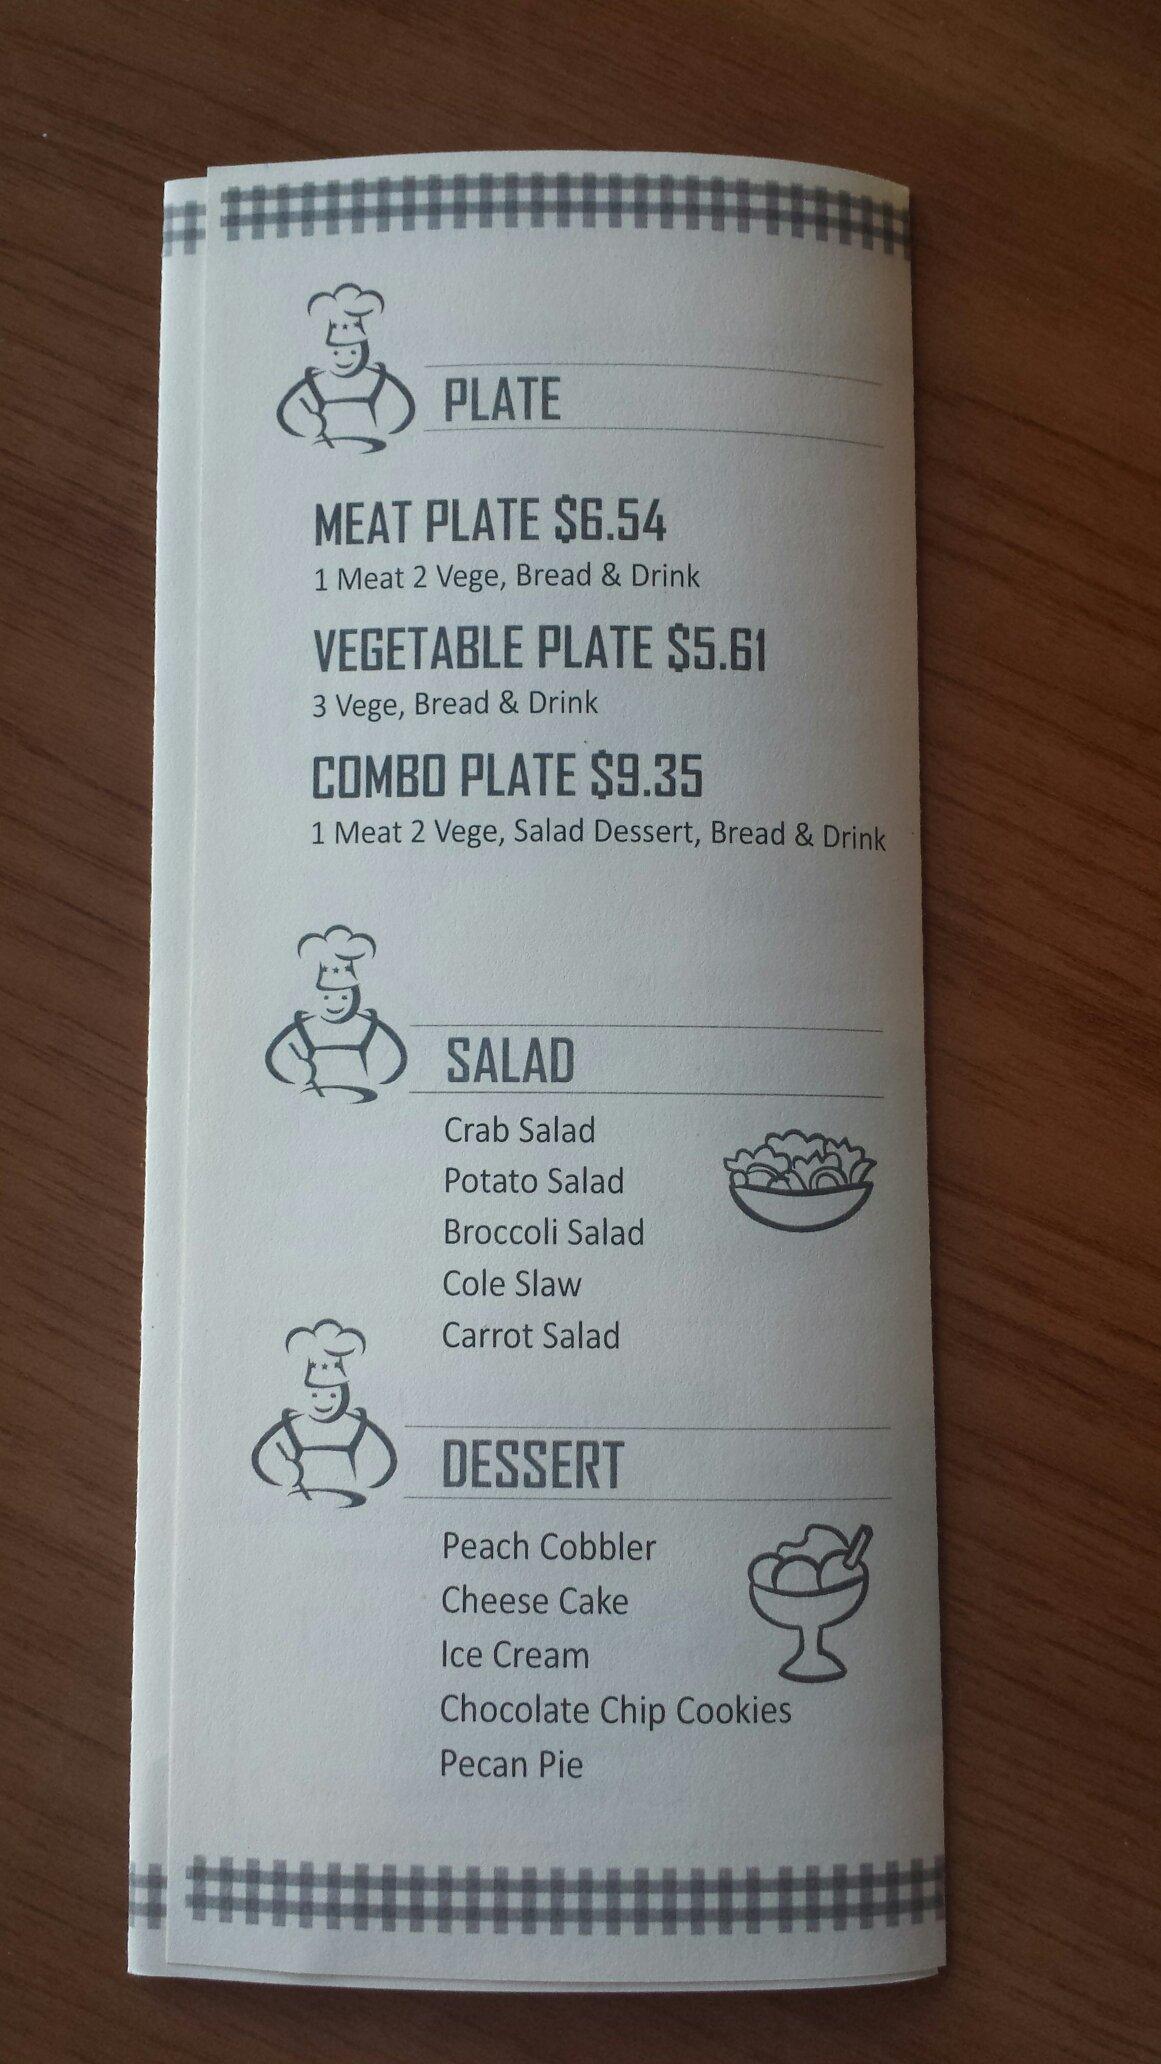 PLATE
MEAT PLATE $6.54
1 Meat 2 Vege, Bread & Drink
VEGETABLE PLATE $5.61
3 Vege, Bread & Drink
COMBO PLATE $9.35
1 Meat 2 Vege, Salad Dessert, Bread & Drink
SALAD
Crab Salad
Potato Salad
Broccoli Salad
Cole Slaw
Carrot Salad
DESSERT
Peach Cobbler
Cheese Cake
Ice Cream
Chocolate Chip Cookies
Pecan Pie